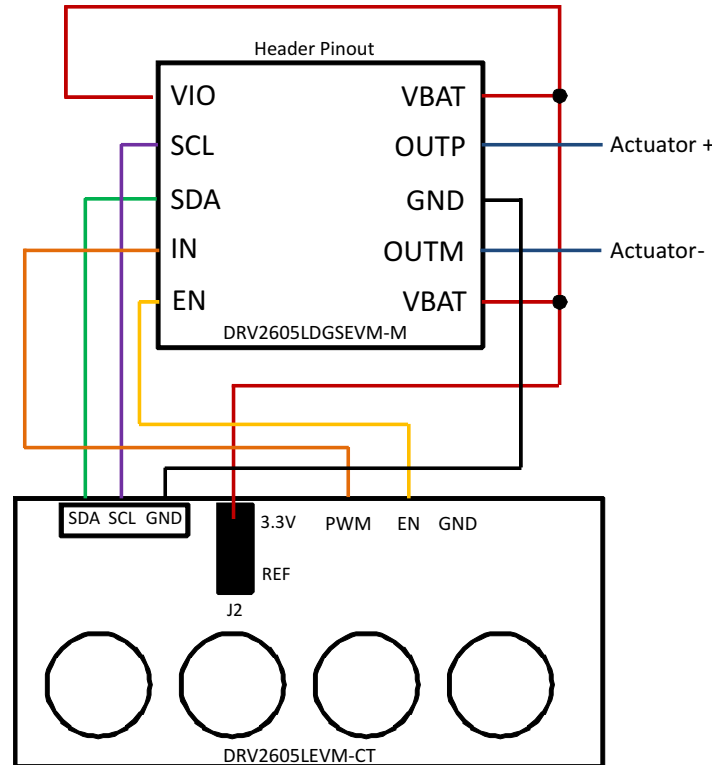 Header Pinout
VIO VBAT
SCL OUTP Actuator +
SDA GND
IN OUTM Actuator-
EN VBAT
DRV2605LDGSEVM-M
SDA SCL GND 3.3V PWM EN GND
REF
J2
DRV2605LEVM-CT